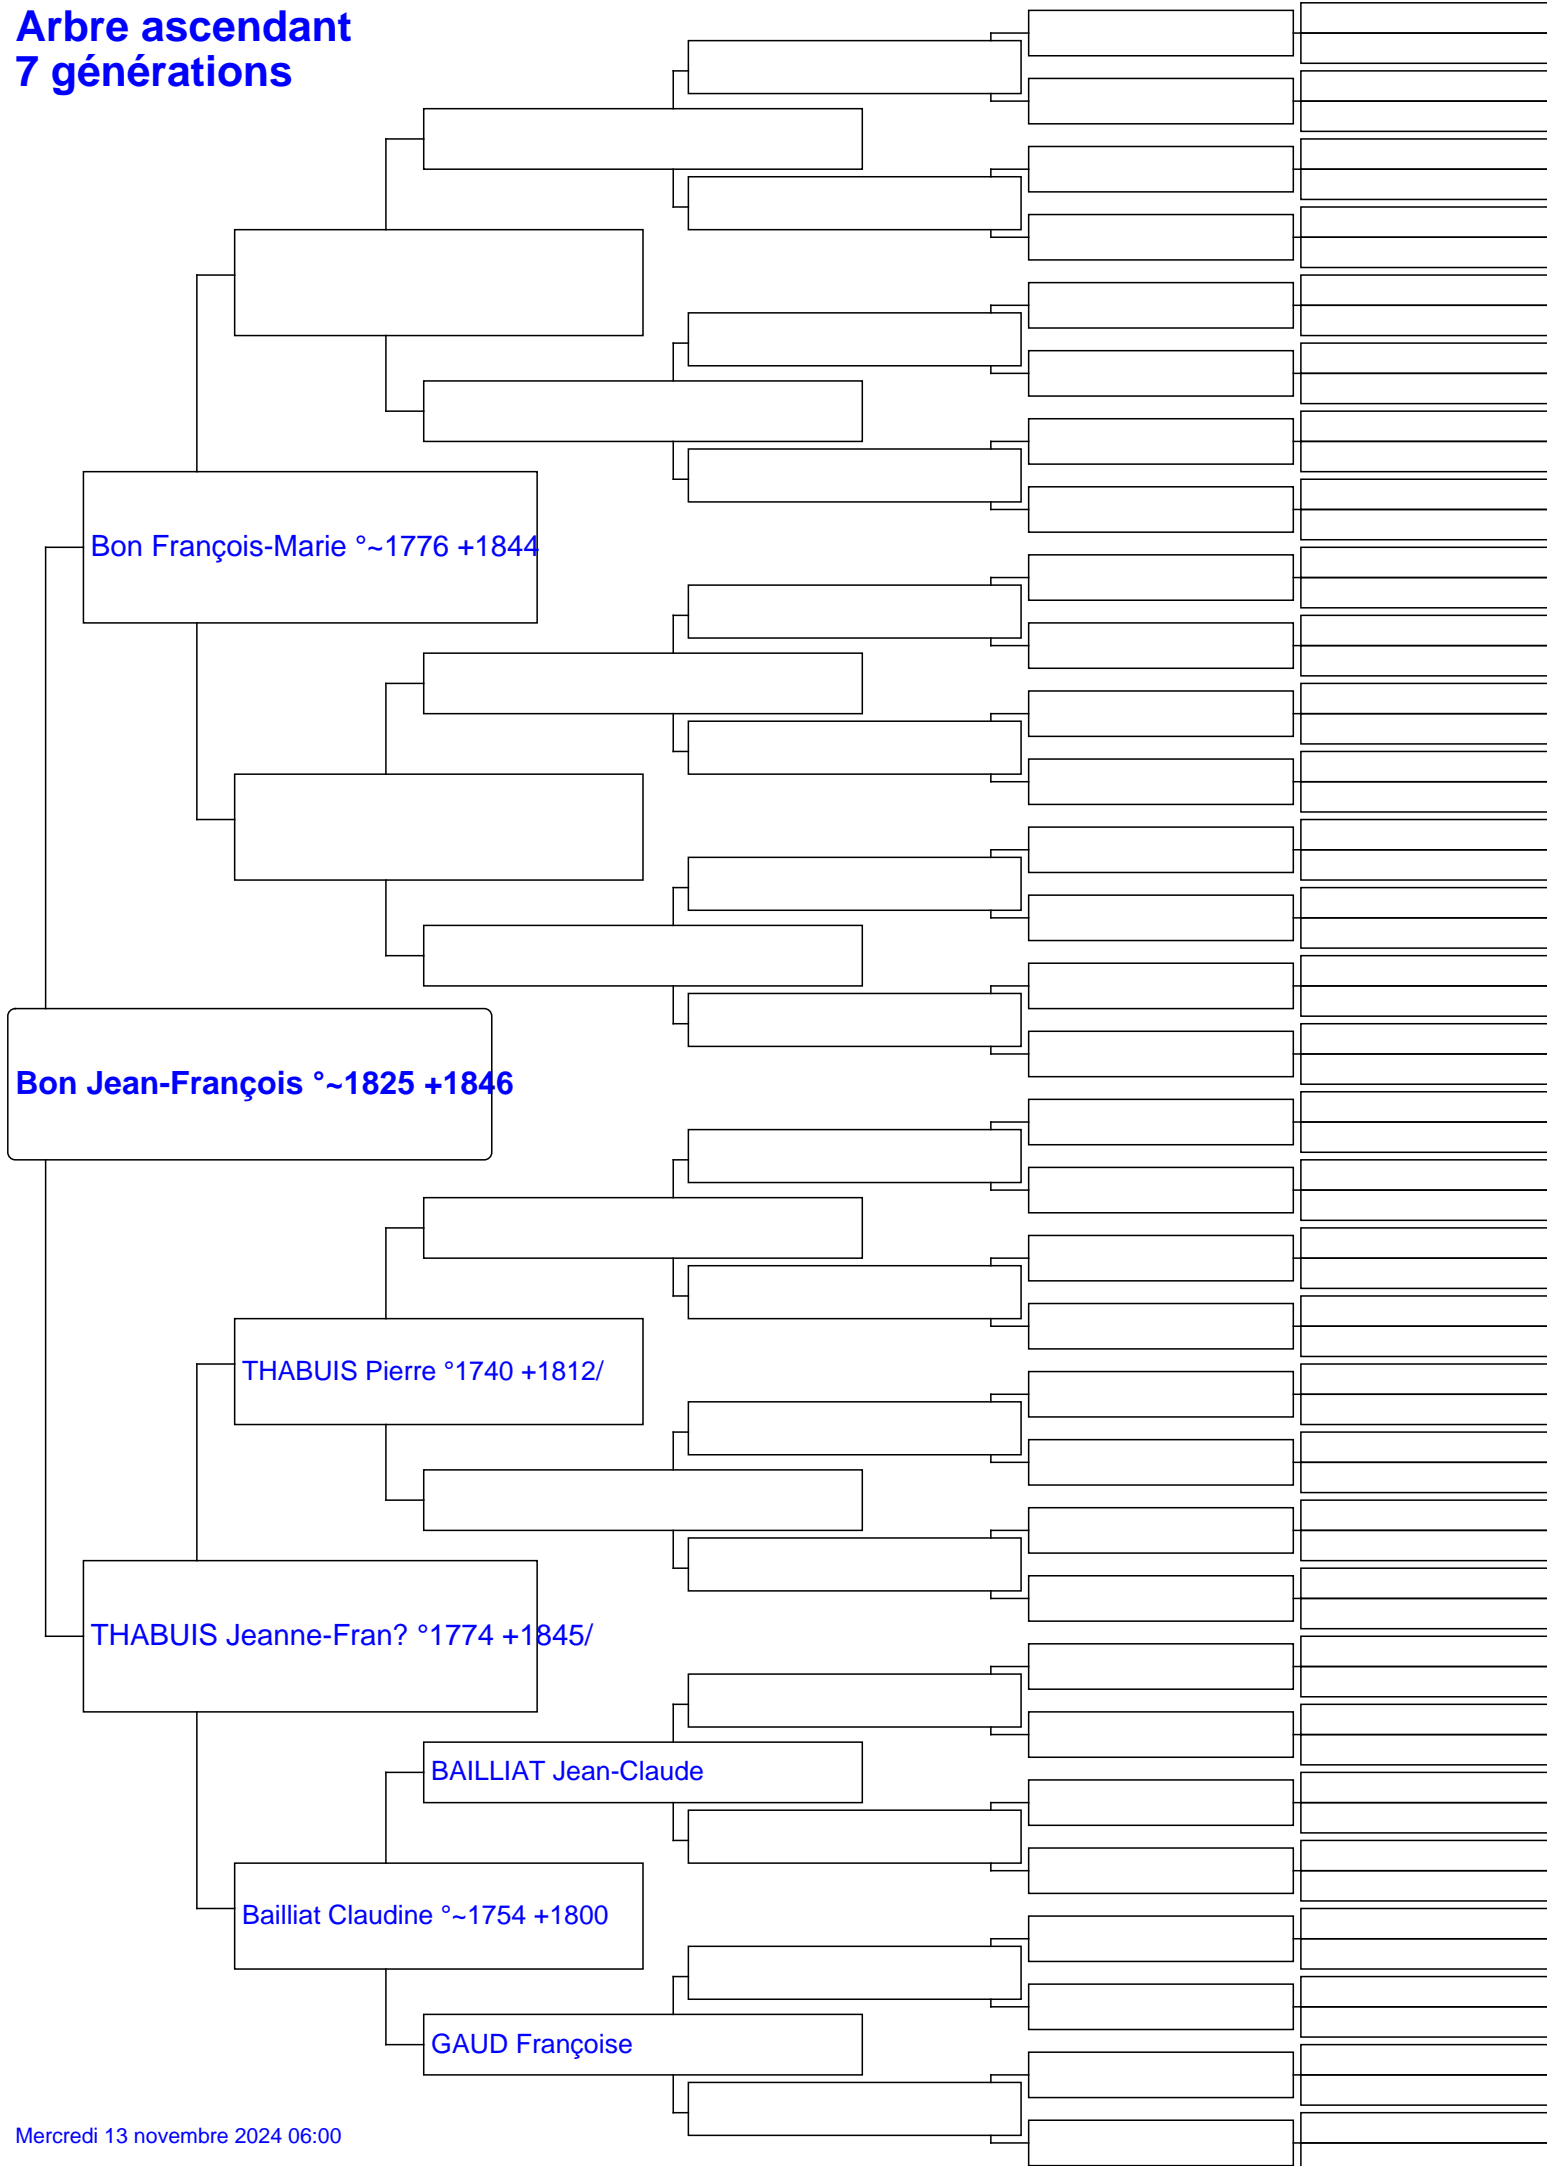 Arbre ascendant
7 générations
Bon François-Marie °~1776 +1844
Bon Jean-François °~1825 +1846
THABUIS Pierre °1740 +1812/
THABUIS Jeanne-Fran? °1774 +1845/
BAILLIAT Jean-Claude
Bailliat Claudine °~1754 +1800
GAUD Françoise
Mercredi 13 novembre 2024 06:00